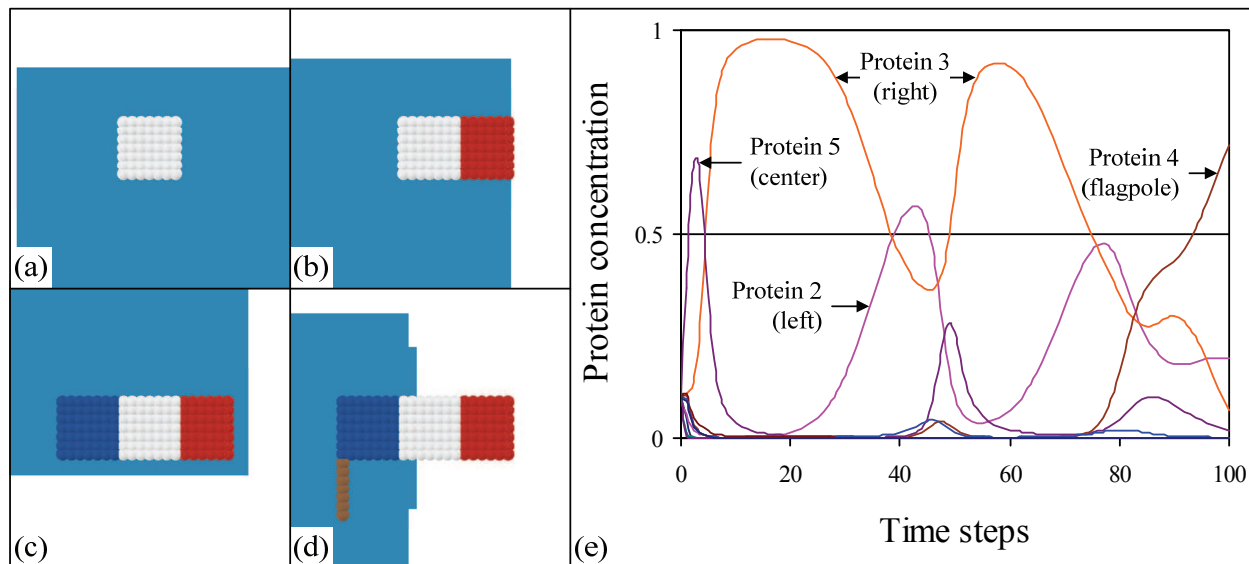 (a)
(b)
(c)
(d)
(e)
Protein concentration
1
0.5
0
Protein 3
(right)
Protein 5
(center)
Protein 4
(flagpole)
Protein 2
(left)
0
20
40
60
80
100
Time steps